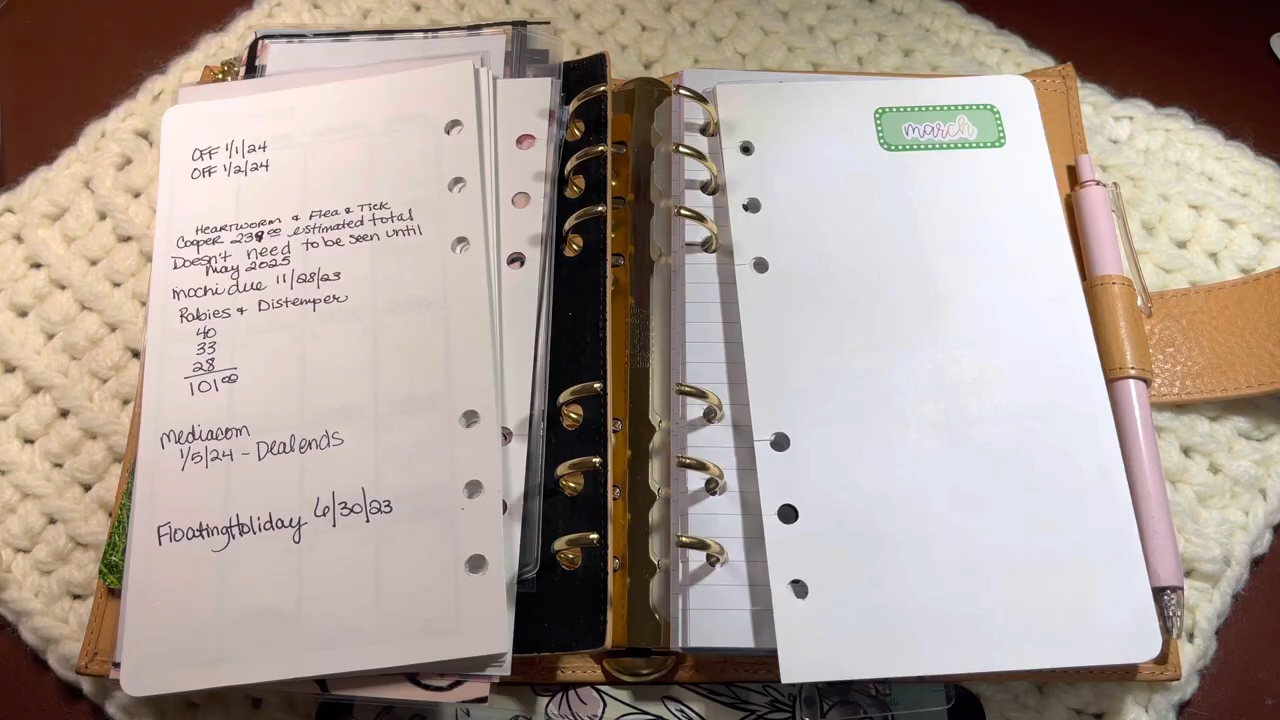 OFF 1/1/24
OFF 1/2/24
HEARTWORM & Flea & Tick
Cooper 239.00 estimated total
Doesn't need to be seen until
May 2025
Mochi due 11/28/23
Rabies & Distemper
40
33
28
101.00
Mediacom
1/5/24 - Deal ends
Floating Holiday 6/30/23
march